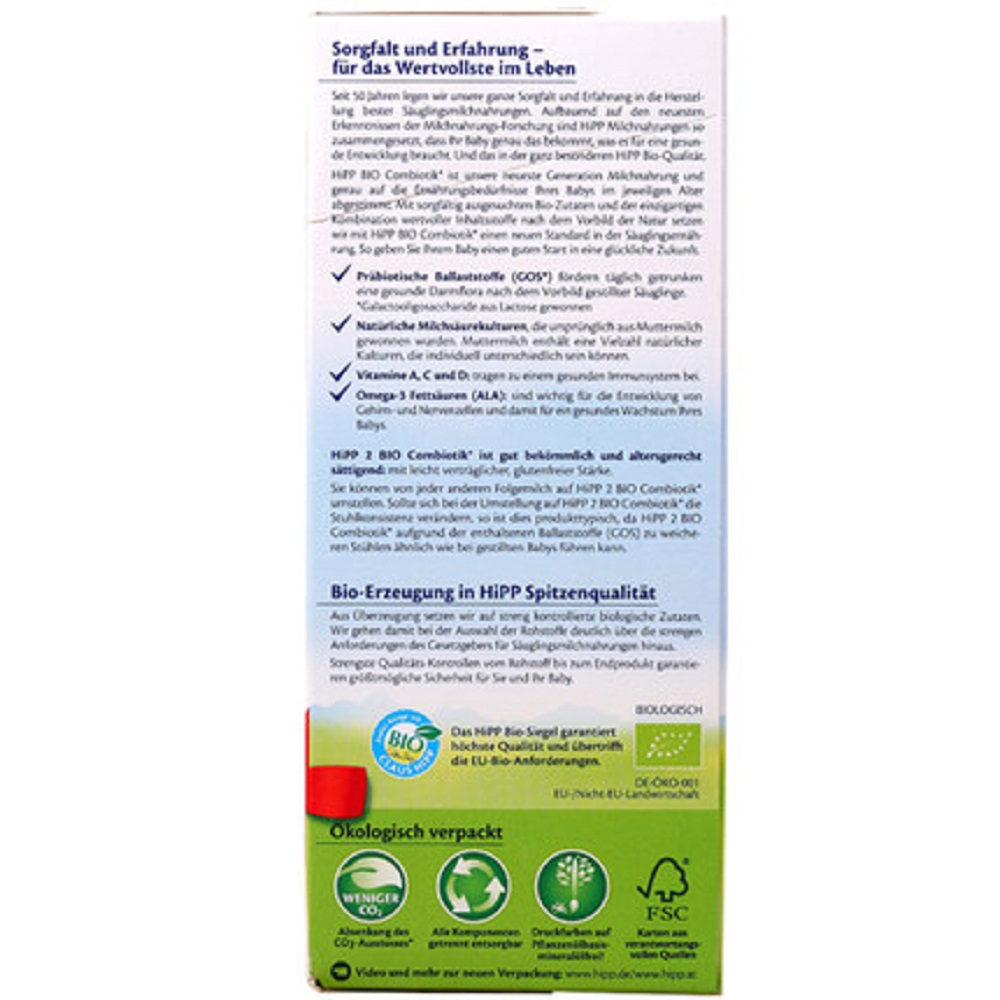 Sorgfalt und Erfahrung –
für das Wertvollste im Leben
Seit 50 Jahren legen wir unsere ganze Sorgfalt und Erfahrung in die Herstel-
lung bester Säuglingsmilchnahrungen. Aufbauend auf den neuesten
Erkenntnissen der Milchnahrungs-Forschung sind HiPP Milchnahrungen so
zusammengesetzt, dass Ihr Baby genau das bekommt, was es für eine gesun-
de Entwicklung braucht. Und das in der ganz besonderen HiPP Bio-Qualität.
HiPP BIO Combiotik® ist unsere neueste Generation Milchnahrung und
genau auf die Ernährungsbedürfnisse Ihres Babys im jeweiligen Alter
abgestimmt. Mit sorgfältig ausgesuchten Bio-Zutaten und der einzigartigen
Kombination wertvoller Inhaltsstoffe nach dem Vorbild der Natur setzen
wir mit HiPP BIO Combiotik® einen neuen Standard in der Säuglingsernäh-
rung. So geben Sie Ihrem Baby einen guten Start in eine glückliche Zukunft.
Präbiotische Ballaststoffe (GOS*) fördern täglich getrunken
eine gesunde Darmflora nach dem Vorbild gestillter Säuglinge.
*Galactooligosaccharide aus Lactose gewonnen
Natürliche Milchsäurekulturen, die ursprünglich aus Muttermilch
gewonnen wurden. Muttermilch enthält eine Vielzahl natürlicher
Kulturen, die individuell unterschiedlich sein können.
Vitamine A, C und D: tragen zu einem gesunden Immunsystem bei.
Omega-3 Fettsäuren (ALA): sind wichtig für die Entwicklung von
Gehirn- und Nervenzellen und damit für ein gesundes Wachstum Ihres
Babys.
HiPP 2 BIO Combiotik® ist gut bekömmlich und altersgerecht
sättigend: mit leicht verträglicher, glutenfreier Stärke.
Sie können von jeder anderen Folgemilch auf HiPP 2 BIO Combiotik®
umstellen. Sollte sich bei der Umstellung auf HiPP 2 BIO Combiotik® die
Stuhlkonsistenz verändern, so ist dies produkttypisch, da HiPP 2 BIO
Combiotik® aufgrund der enthaltenen Ballaststoffe (GOS) zu weiche-
ren Stühlen ähnlich wie bei gestillten Babys führen kann.
Bio-Erzeugung in HiPP Spitzenqualität
Aus Überzeugung setzen wir auf streng kontrollierte biologische Zutaten.
Wir gehen damit bei der Auswahl der Rohstoffe deutlich über die strengen
Anforderungen des Gesetzgebers für Säuglingsmilchnahrungen hinaus.
Strengste Qualitäts-Kontrollen vom Rohstoff bis zum Endprodukt garantie-
ren größtmögliche Sicherheit für Sie und Ihr Baby.
BIOLOGISCH
BIO
CLAUS HIPP
Das HiPP Bio-Siegel garantiert
höchste Qualität und übertrifft
die EU-Bio-Anforderungen.
DE-ÖKO-001
EU-/Nicht-EU-Landwirtschaft
Ökologisch verpackt
WENIGER
CO₂
FSC
Absenkung des
CO₂-Ausstosses*
Alle Komponenten
getrennt entsorgbar
Druckfarben auf
Pflanzenölbasis-
mineralölfrei!
Karton aus
verantwortungs-
vollen Quellen
Video und mehr zur neuen Verpackung: www.hipp.de/www.hipp.at